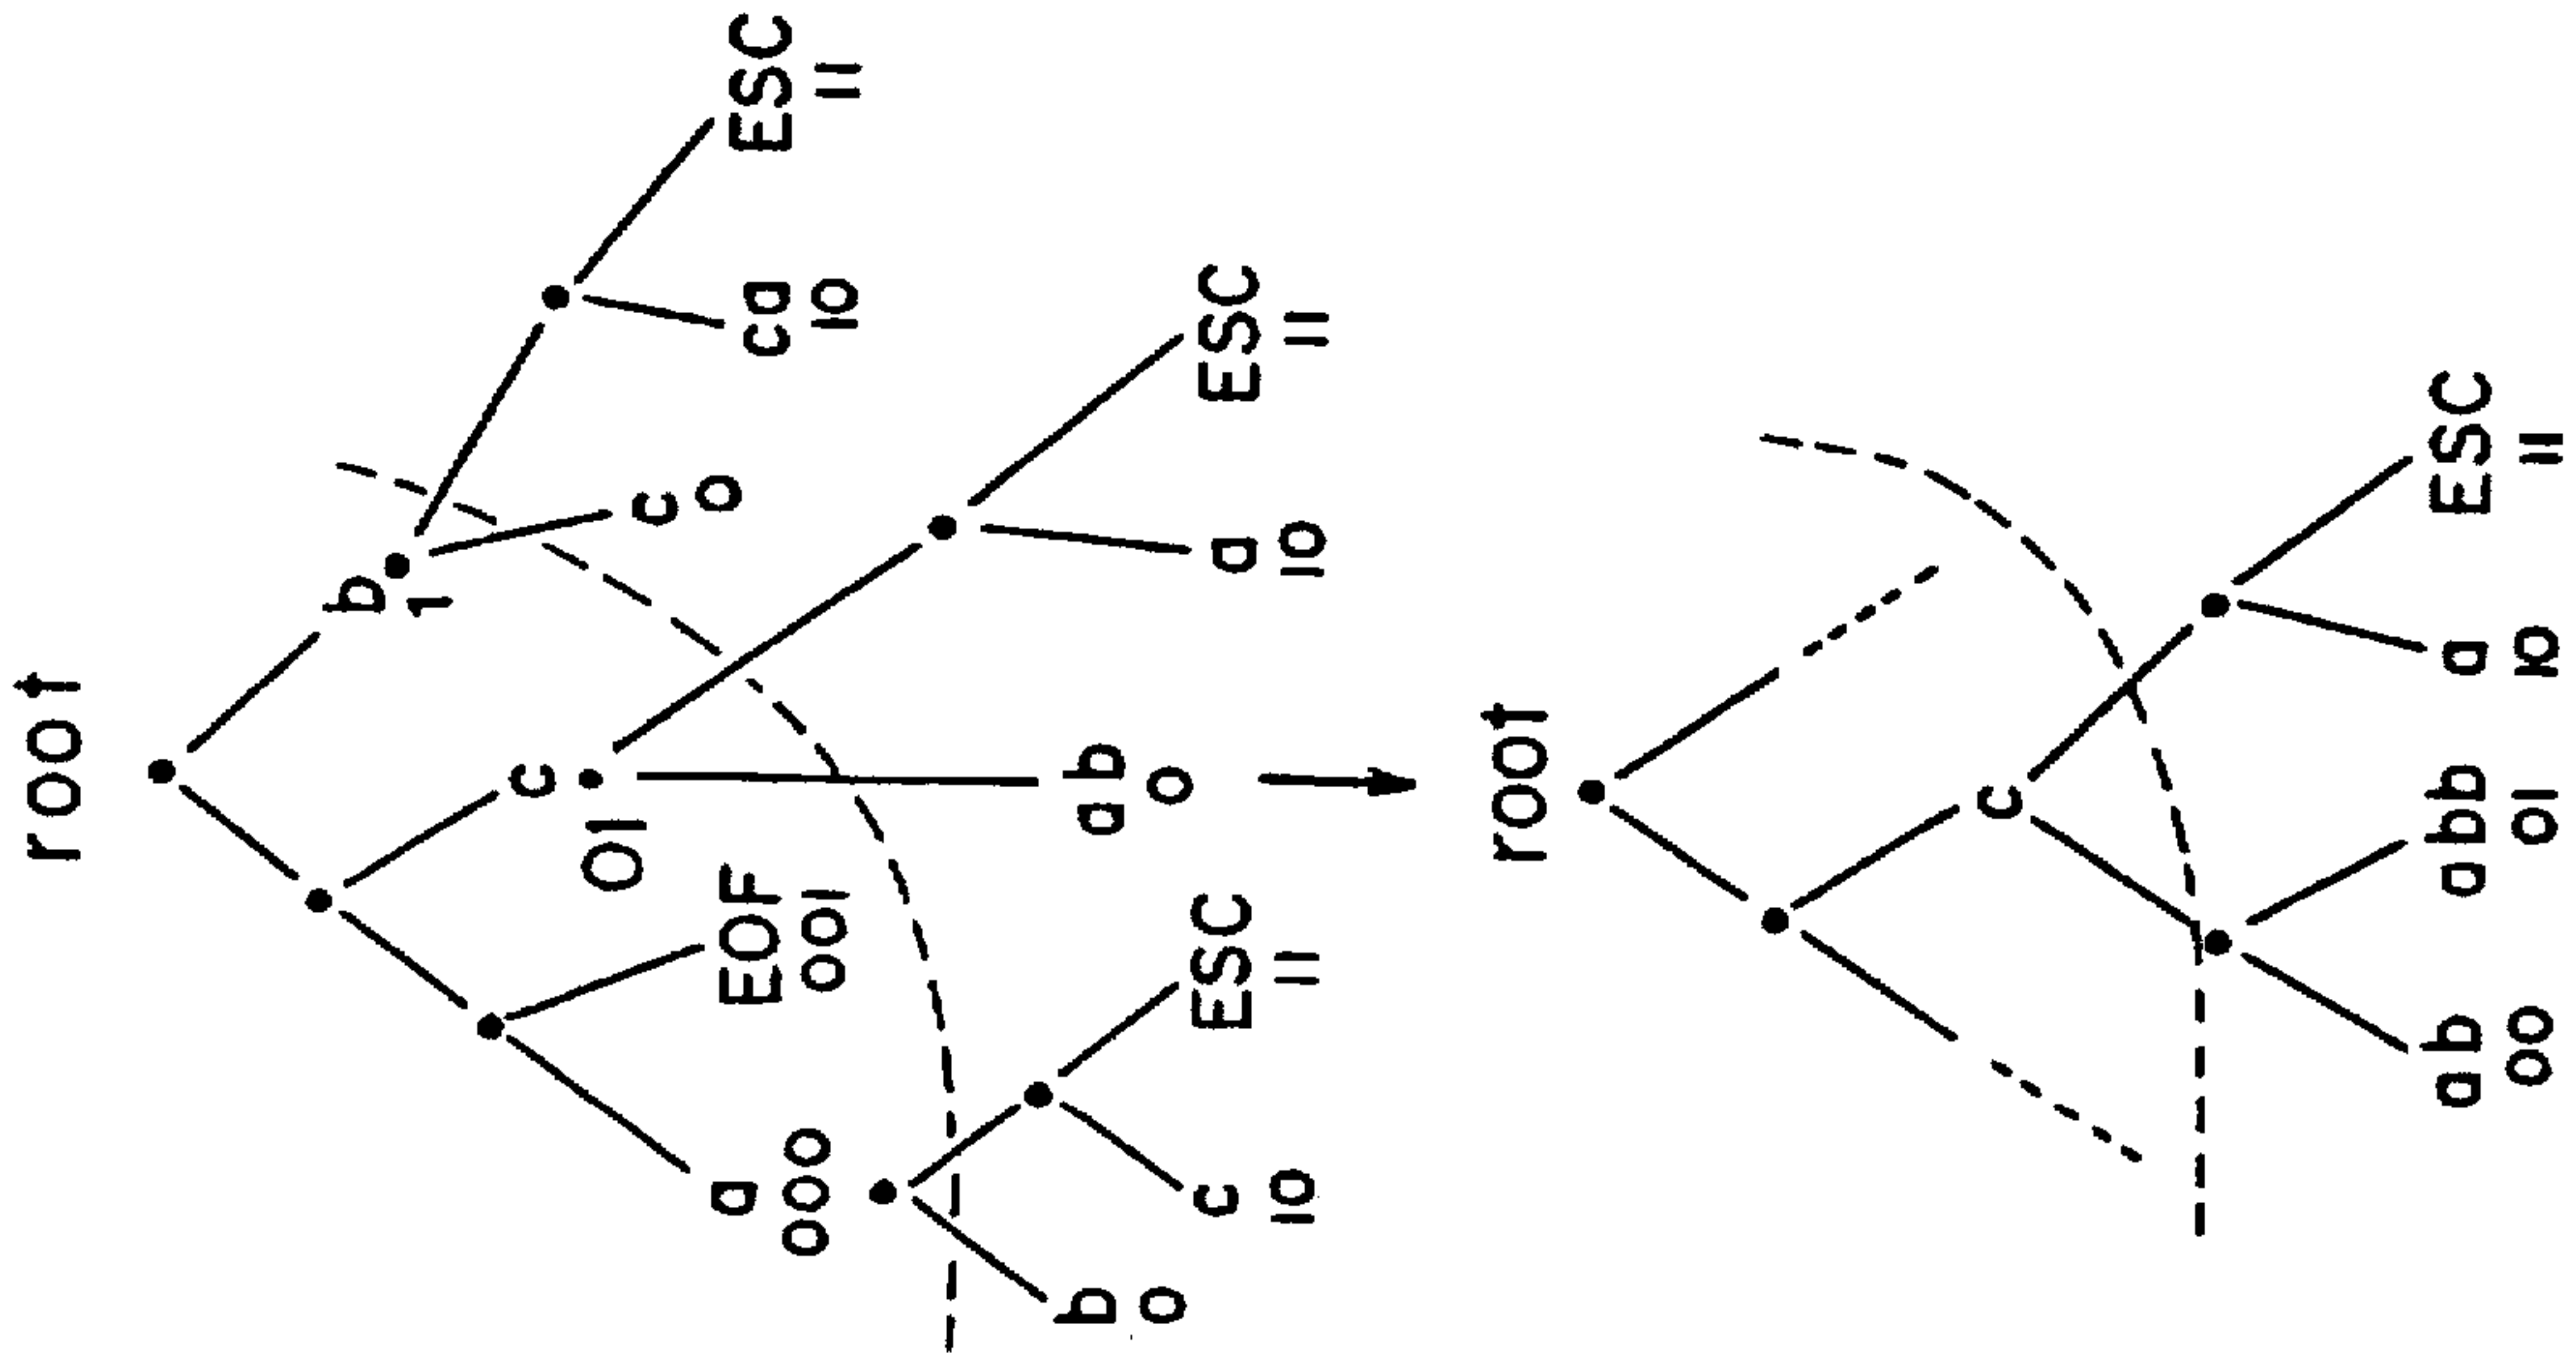 root
b
1
c
01
c
0
a EOF ca ESC
000 001 10 11
b ab
0 0
c ESC a ESC
10 11 10 11
root
c
ab abb a ESC
00 01 10 11